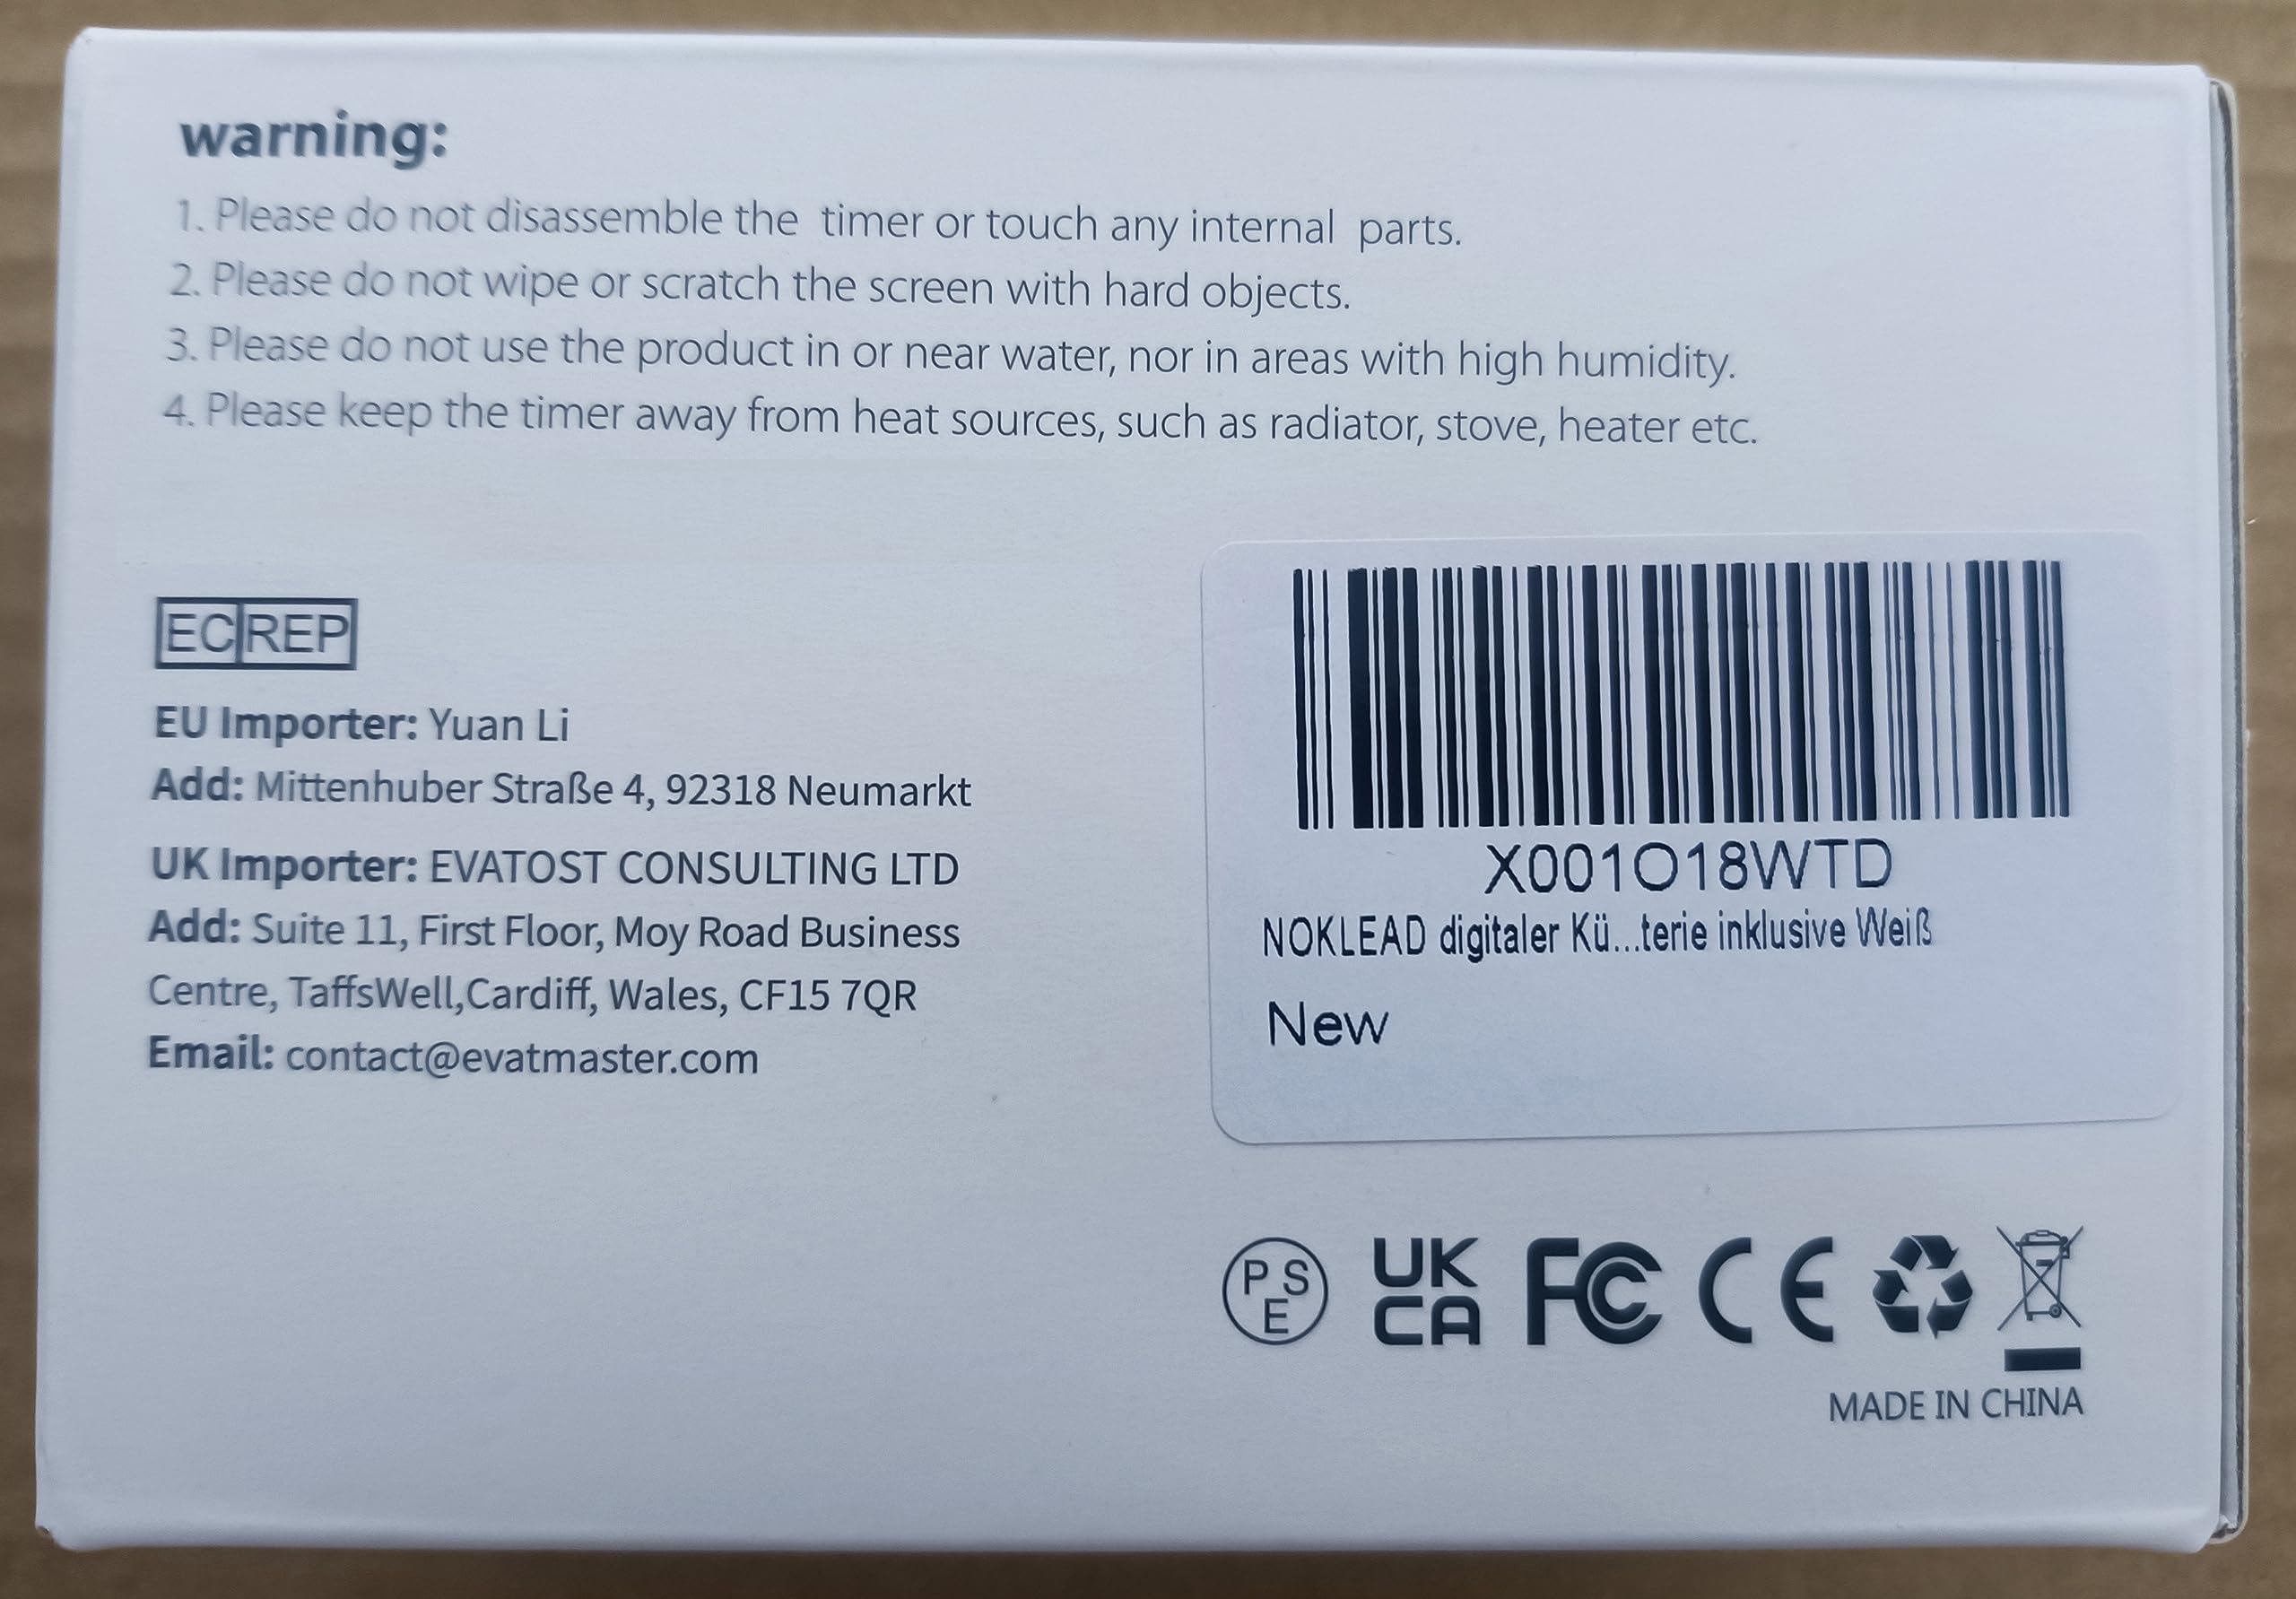 warning:
1. Please do not disassemble the timer or touch any internal parts.
2. Please do not wipe or scratch the screen with hard objects.
3. Please do not use the product in or near water, nor in areas with high humidity.
4. Please keep the timer away from heat sources, such as radiator, stove, heater etc.
EC REP
EU Importer: Yuan Li
Add: Mittenhuber Straße 4, 92318 Neumarkt
UK Importer: EVATOST CONSULTING LTD
Add: Suite 11, First Floor, Moy Road Business
Centre, TaffsWell,Cardiff, Wales, CF15 7QR
Email: contact@evatmaster.com
X001O18WTD
NOKLEAD digitaler Kü...terie inklusive Weiß
New
PSE UKCA FC CE
MADE IN CHINA